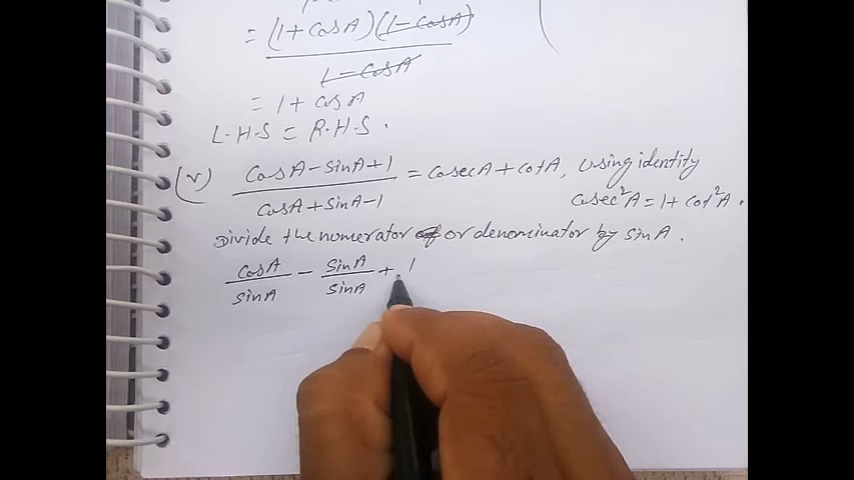 = (1+CosA)(1-CosA)
1-CosA
= 1+cosA
L.H.S = R.H.S.
(v) CosA-SinA+1 / cosA+sinA-1 = cosecA+cotA, using identity
cosec²A=1+cot²A.
Divide the numerator or denominator by sinA.
cosA/sinA - sinA/sinA + 1